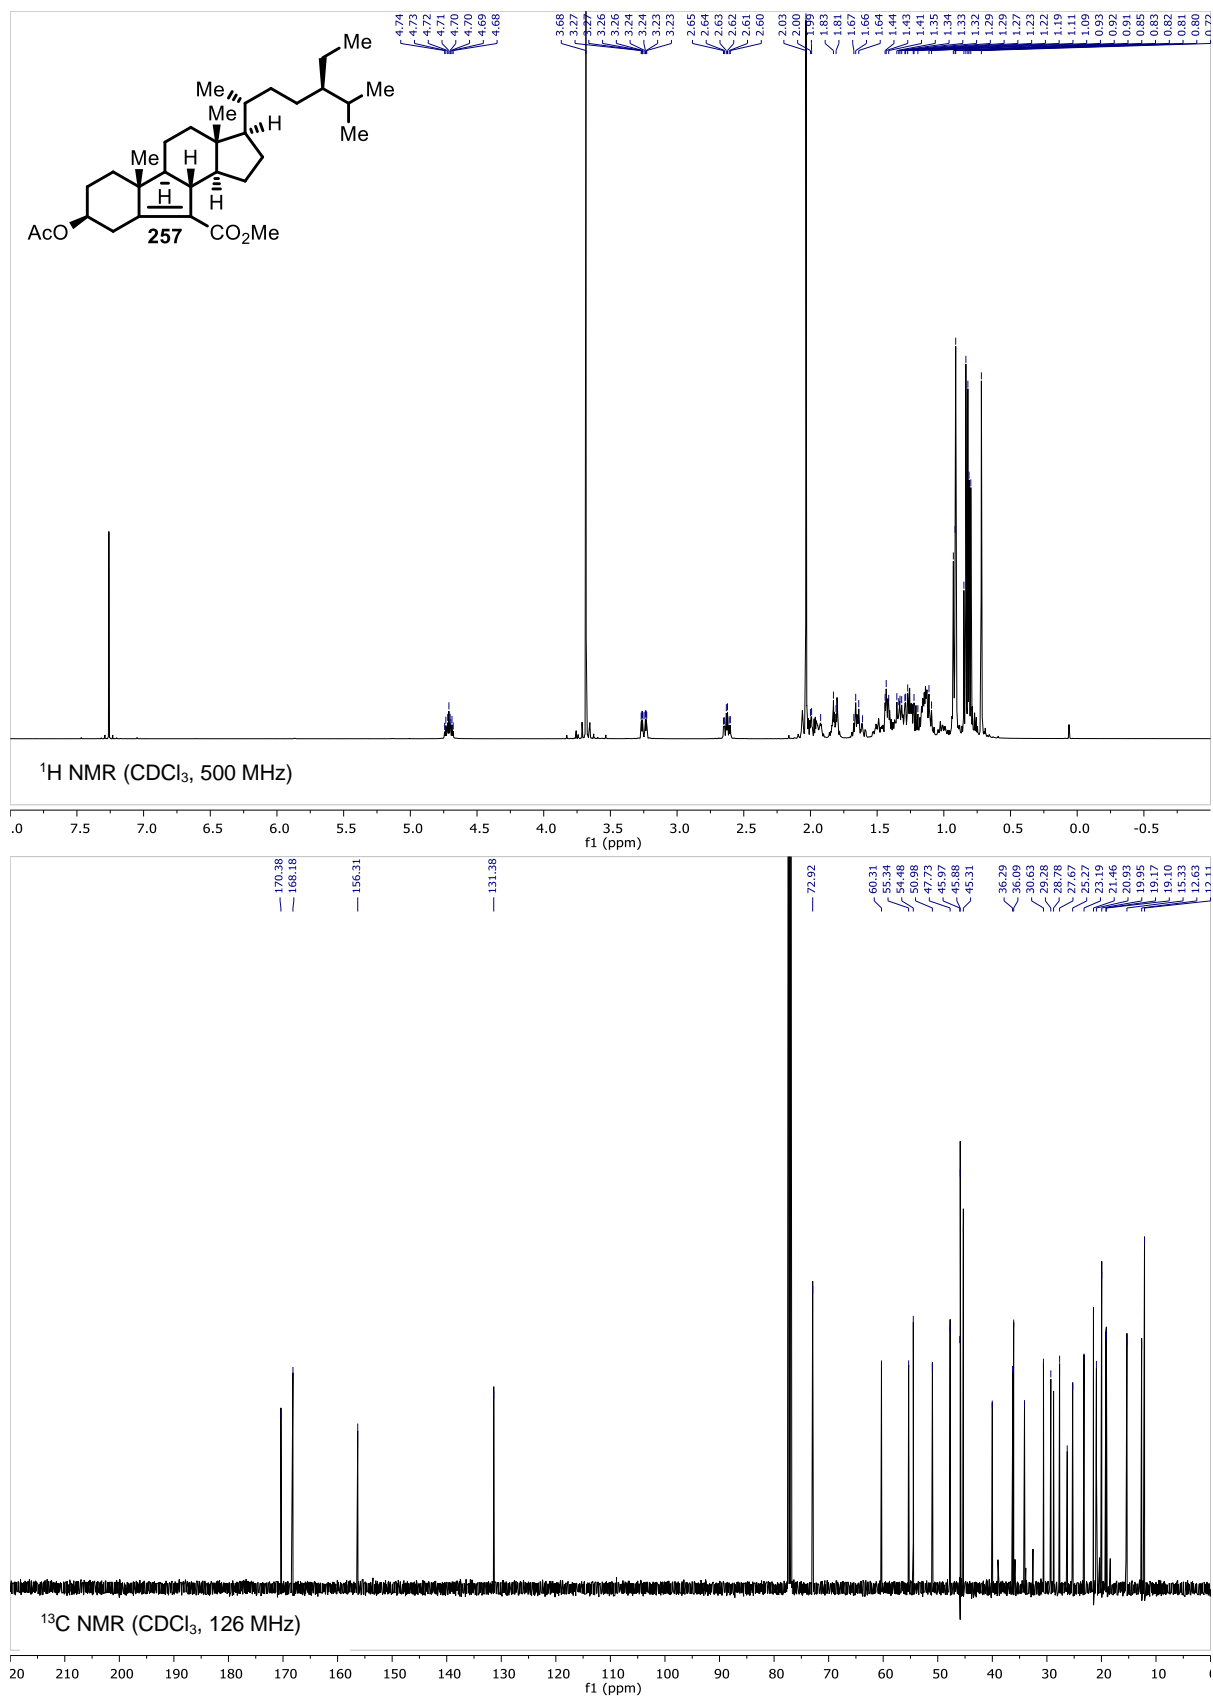 4.74 4.73 4.72 4.71 4.70 4.70 4.69 4.68 3.68 3.27 3.27 3.26 3.26 3.24 3.24 3.23 3.23 2.65 2.64 2.63 2.62 2.61 2.60 2.03 2.00 1.99 1.83 1.81 1.67 1.66 1.64 1.44 1.43 1.41 1.35 1.34 1.33 1.32 1.29 1.29 1.27 1.23 1.22 1.19 1.11 1.09 0.93 0.92 0.91 0.85 0.83 0.82 0.81 0.80 0.72
Me
Me
Me
Me
H
Me
Me
H
H
H
AcO
257
CO₂Me
¹H NMR (CDCl₃, 500 MHz)
.0 7.5 7.0 6.5 6.0 5.5 5.0 4.5 4.0 3.5 3.0 2.5 2.0 1.5 1.0 0.5 0.0 -0.5
f1 (ppm)
170.38 168.18 156.31 131.38 72.92 60.31 55.34 54.48 50.98 47.73 45.97 45.88 45.31 36.29 36.09 30.63 29.28 28.78 27.67 25.27 23.19 21.46 20.93 19.95 19.17 19.10 15.33 12.63 12.11
¹³C NMR (CDCl₃, 126 MHz)
20 210 200 190 180 170 160 150 140 130 120 110 100 90 80 70 60 50 40 30 20 10
f1 (ppm)